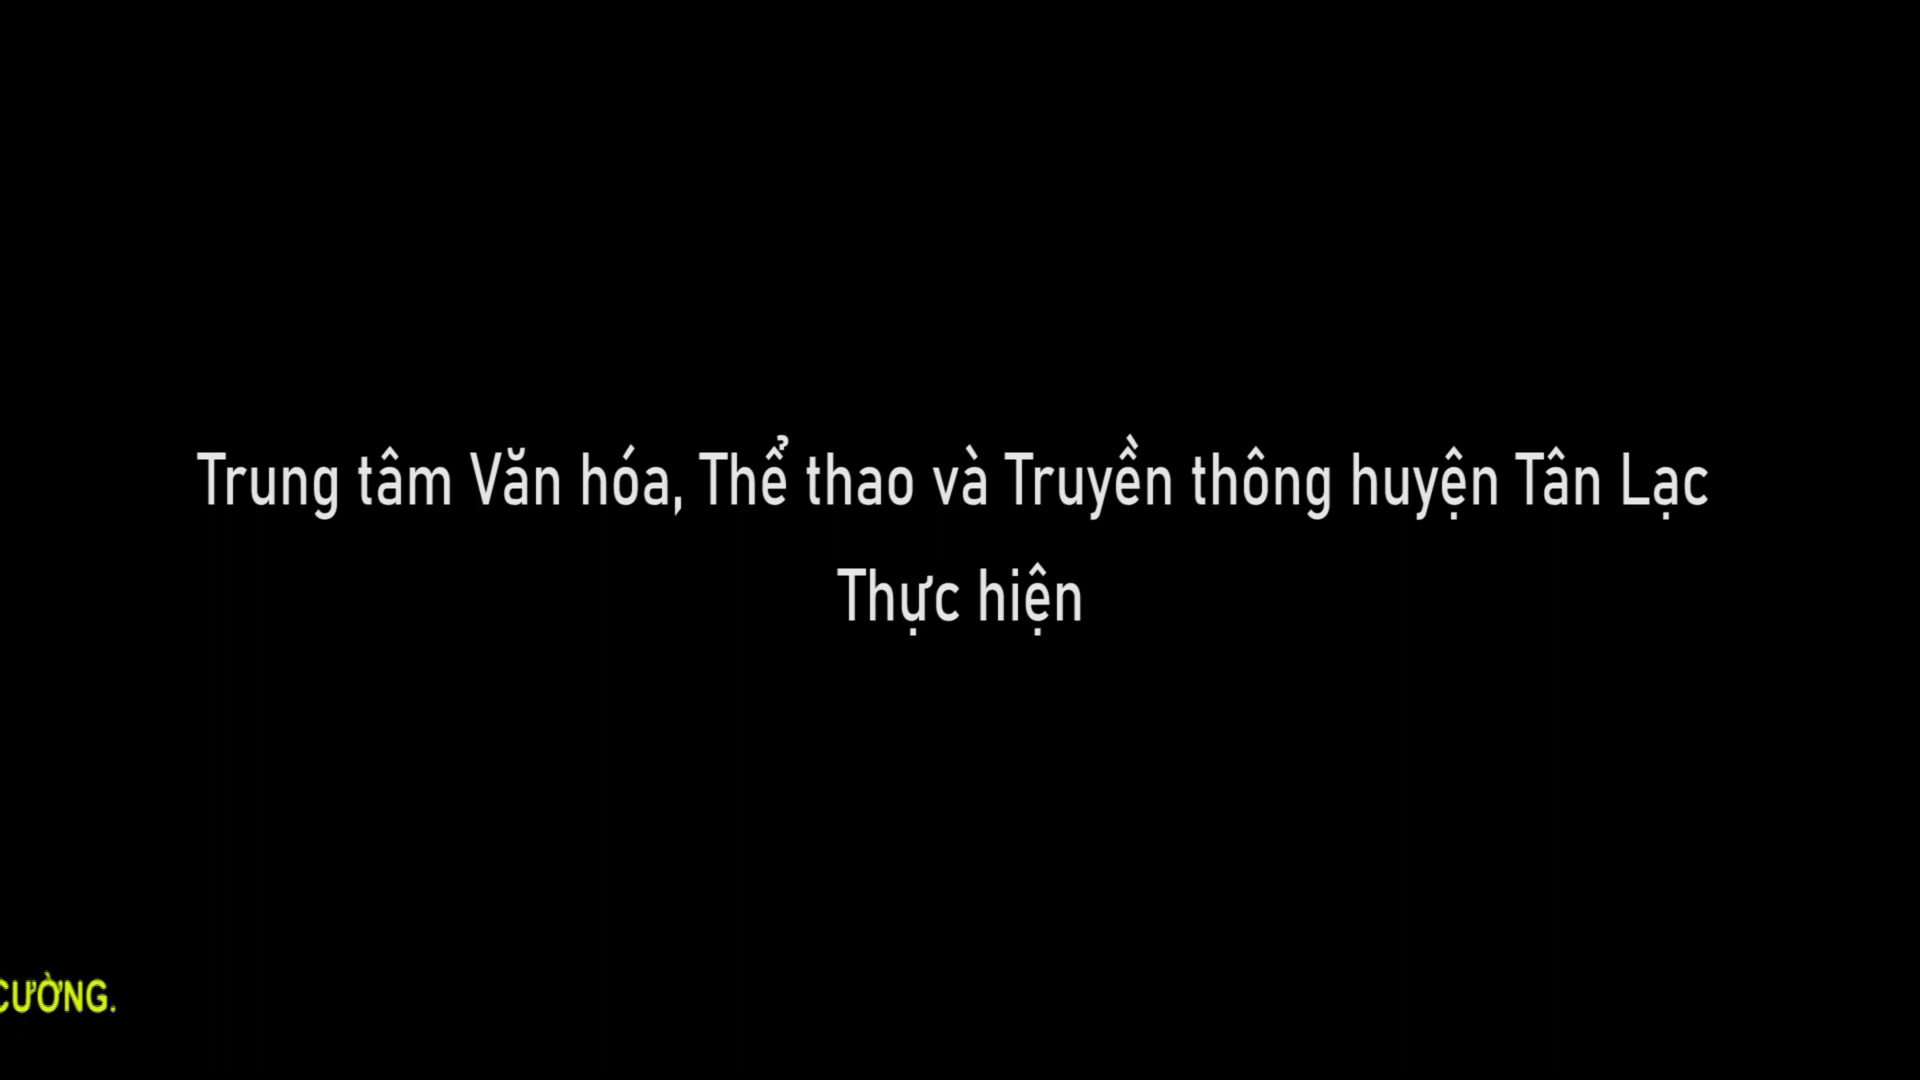 Trung tâm Văn hóa, Thể thao và Truyền thông huyện Tân Lạc
Thực hiện
CƯỜNG.